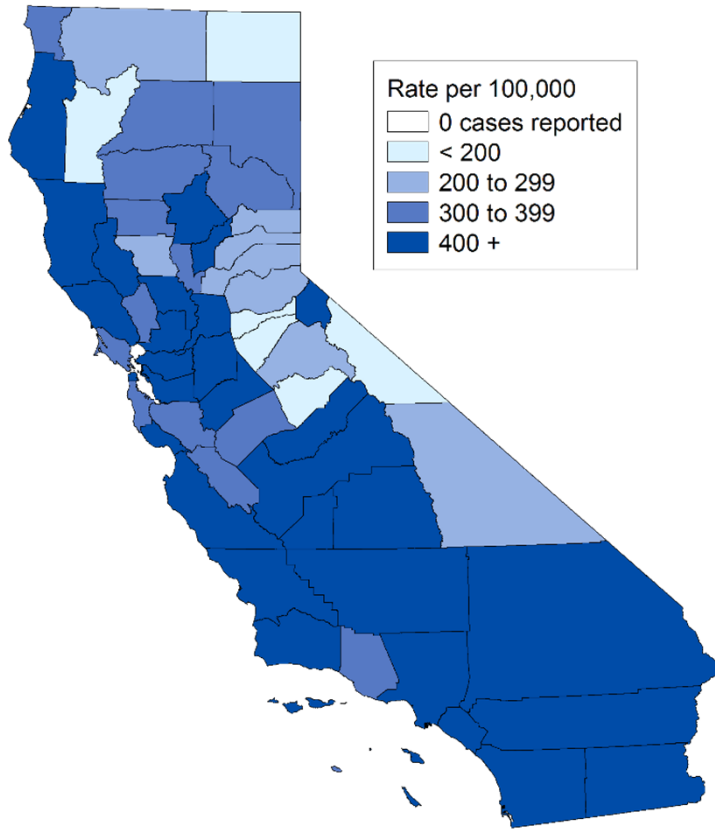 Rate per 100,000
0 cases reported
< 200
200 to 299
300 to 399
400 +